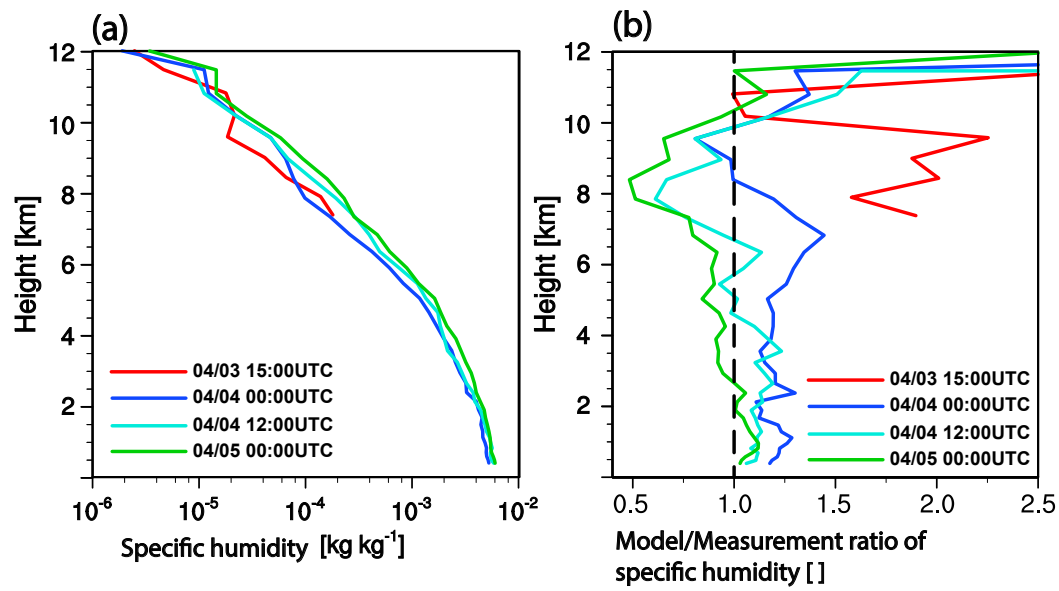 (a)
12
10
8
6
4
2
Height [km]
04/03 15:00UTC
04/04 00:00UTC
04/04 12:00UTC
04/05 00:00UTC
10-6
10-5
10-4
10-3
10-2
Specific humidity [kg kg-1]
(b)
12
10
8
6
4
2
Height [km]
04/03 15:00UTC
04/04 00:00UTC
04/04 12:00UTC
04/05 00:00UTC
0.5
1.0
1.5
2.0
2.5
Model/Measurement ratio of
specific humidity [ ]